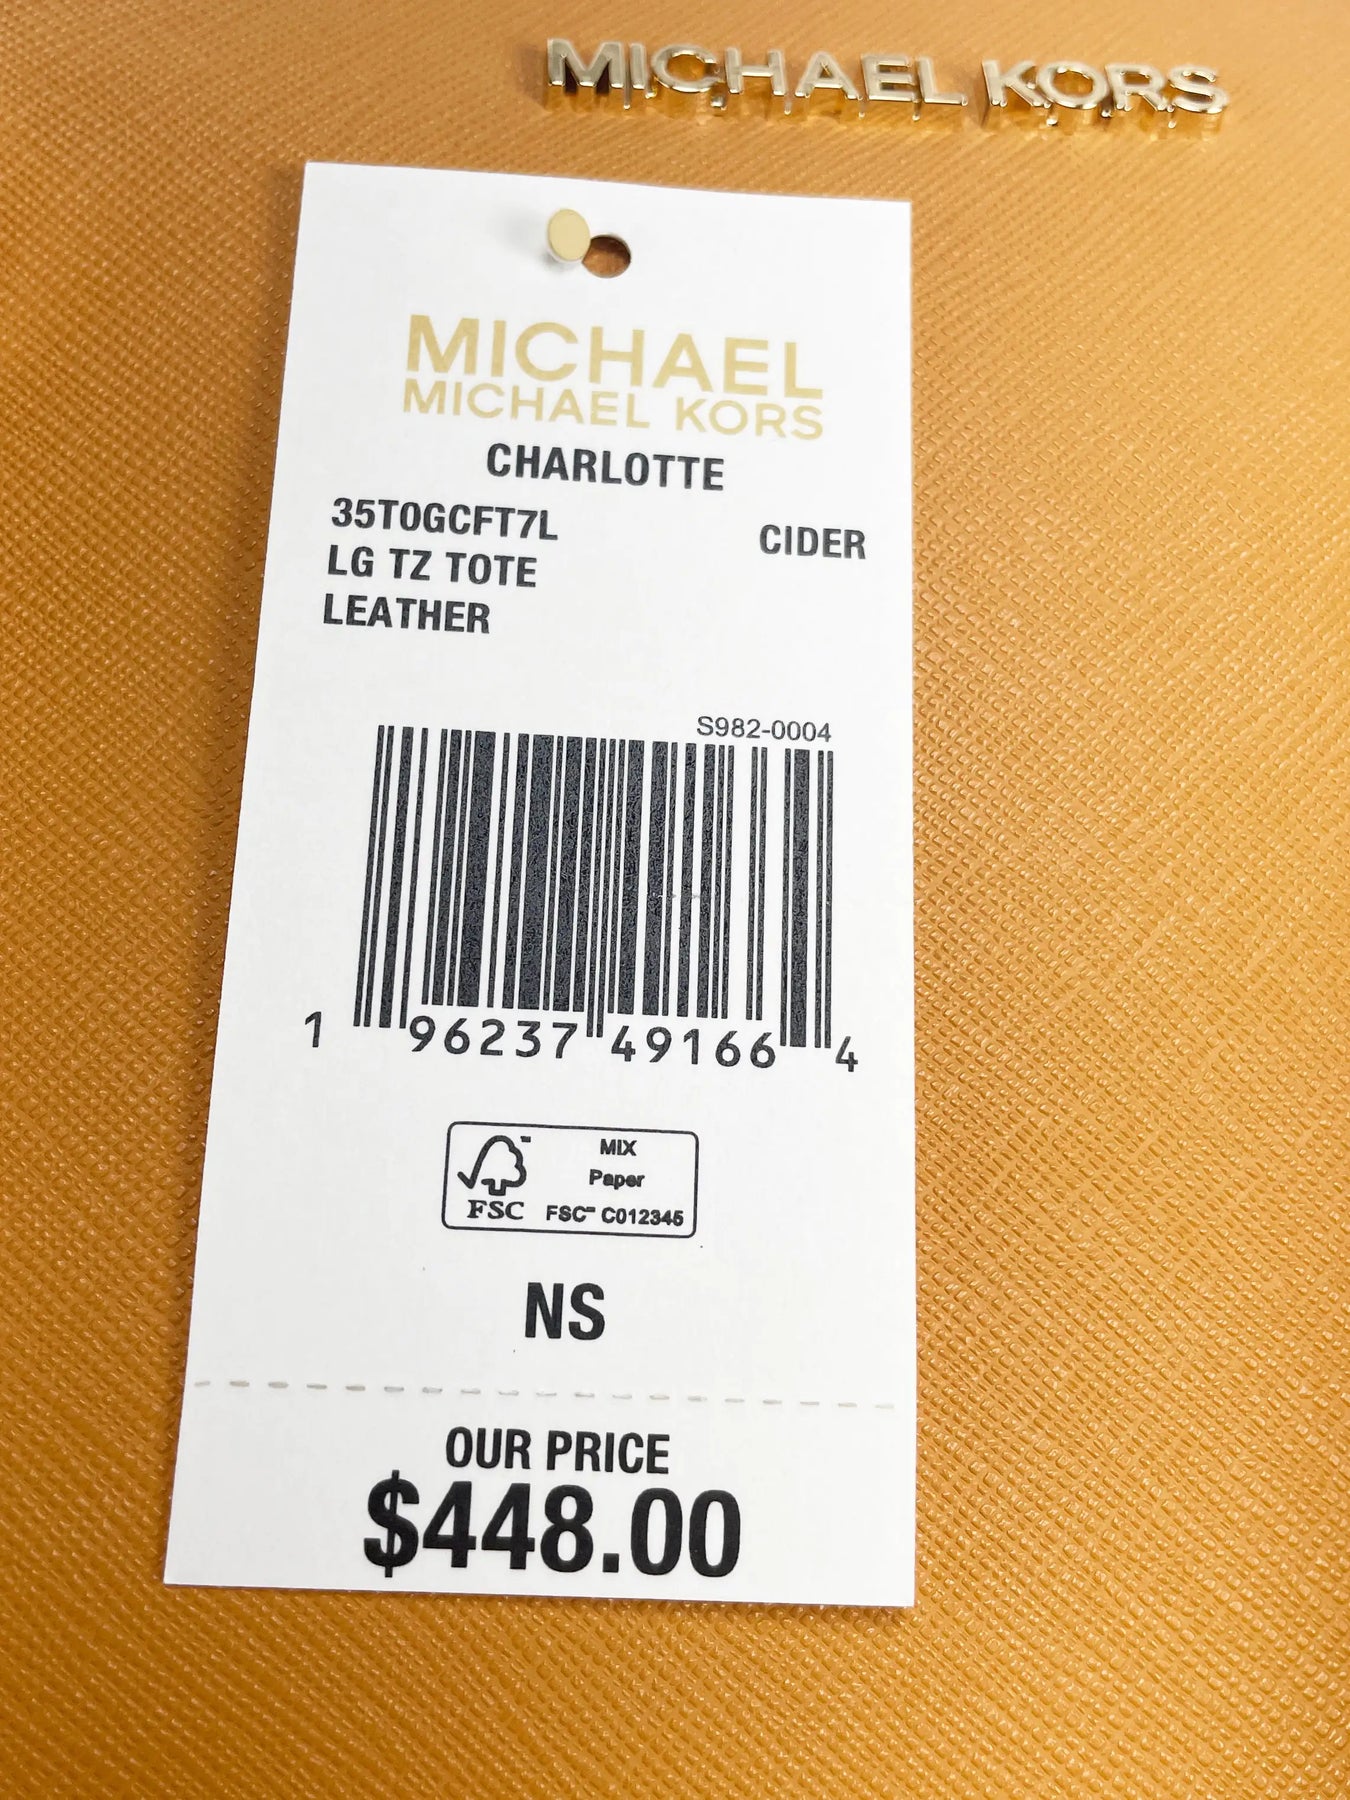 MICHAEL KORS
MICHAEL
MICHAEL KORS
CHARLOTTE
35T0GCFT7L CIDER
LG TZ TOTE
LEATHER
S982-0004
1 96237 49166 4
MIX
Paper
FSC™ C012345
FSC
NS
OUR PRICE
$448.00